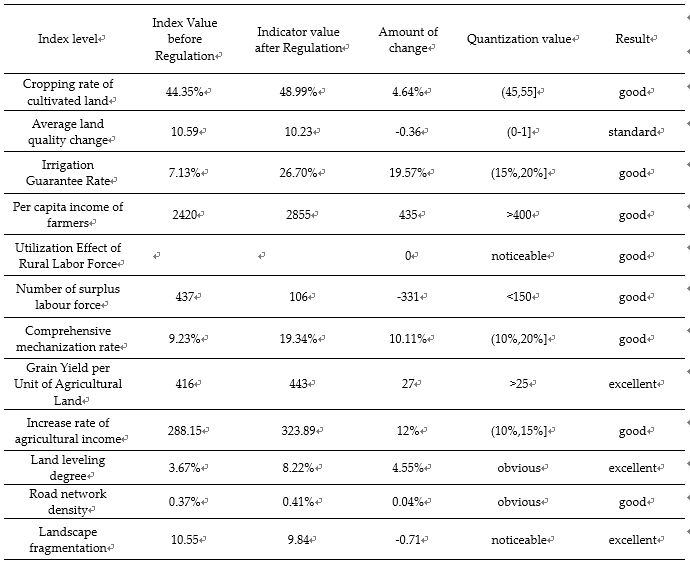 Index level Index Value before Regulation Indicator value after Regulation Amount of change Quantization value Result
Cropping rate of cultivated land 44.35% 48.99% 4.64% (45,55] good
Average land quality change 10.59 10.23 -0.36 (0-1] standard
Irrigation Guarantee Rate 7.13% 26.70% 19.57% (15%,20%] good
Per capita income of farmers 2420 2855 435 >400 good
Utilization Effect of Rural Labor Force 0 noticeable good
Number of surplus labour force 437 106 -331 <150 good
Comprehensive mechanization rate 9.23% 19.34% 10.11% (10%,20%] good
Grain Yield per Unit of Agricultural Land 416 443 27 >25 excellent
Increase rate of agricultural income 288.15 323.89 12% (10%,15%] good
Land leveling degree 3.67% 8.22% 4.55% obvious excellent
Road network density 0.37% 0.41% 0.04% obvious good
Landscape fragmentation 10.55 9.84 -0.71 noticeable excellent